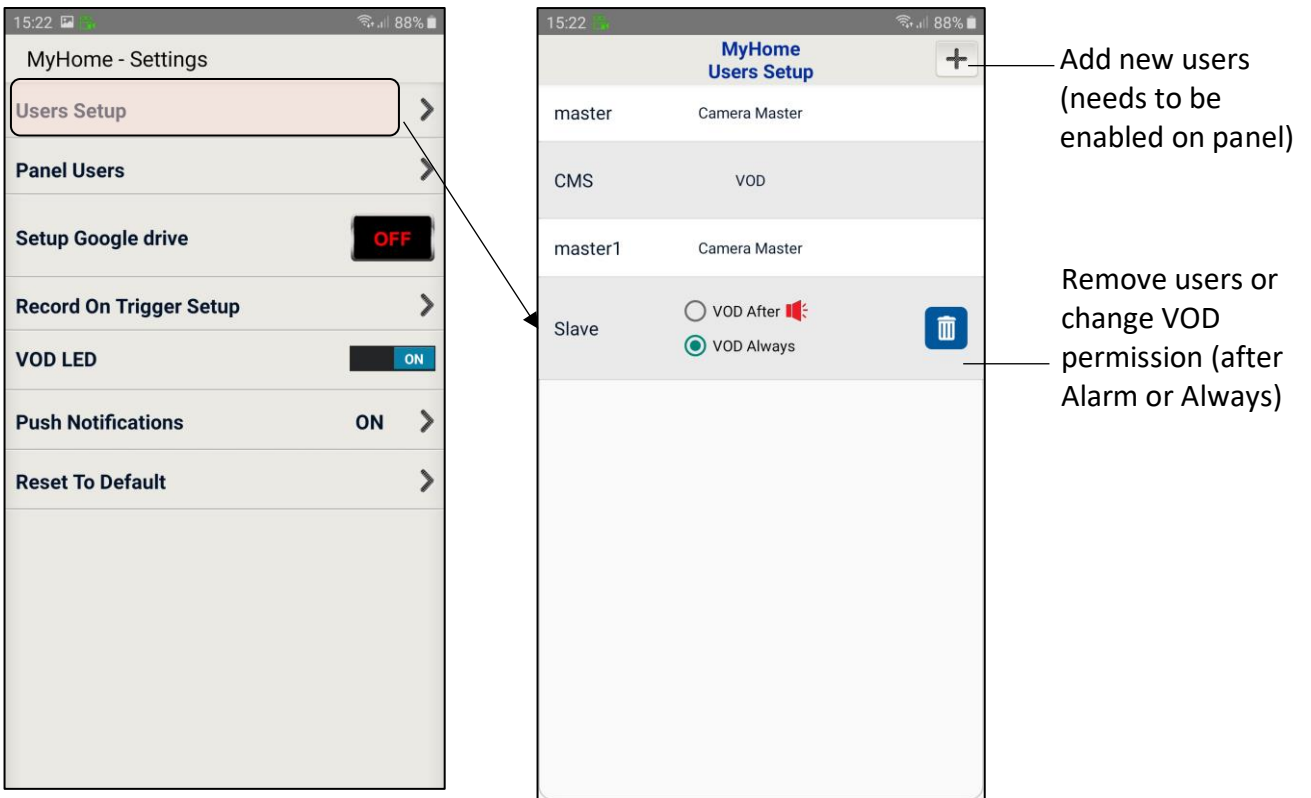 15:22 88%
MyHome - Settings
Users Setup
Panel Users
Setup Google drive OFF
Record On Trigger Setup
VOD LED ON
Push Notifications ON
Reset To Default
15:22 88%
MyHome
Users Setup
master Camera Master
CMS VOD
master1 Camera Master
Slave
VOD After
VOD Always
Add new users
(needs to be
enabled on panel)
Remove users or
change VOD
permission (after
Alarm or Always)